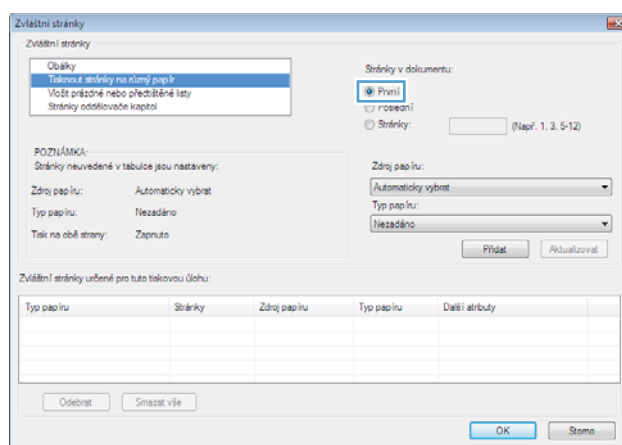 Zvláštní stránky
Zvláštní stránky
Obálky
Tisknout stránky na různý papír
Vložit prázdné nebo předtištěné listy
Stránky oddělovače kapitol
Stránky v dokumentu:
První
Poslední
Stránky:
(Např. 1. 3. 5-12)
POZNÁMKA:
Stránky neuvedené v tabulce jsou nastaveny:
Zdroj papíru: Automaticky vybrat
Typ papíru: Nezadáno
Tisk na obě strany: Zapnuto
Zdroj papíru:
Automaticky vybrat
Typ papíru:
Nezadáno
Přidat Aktualizovat
Zvláštní stránky určené pro tuto tiskovou úlohu:
Typ papíru Stránky Zdroj papíru Typ papíru Další atributy
Odebrat Smazat vše
OK Storno